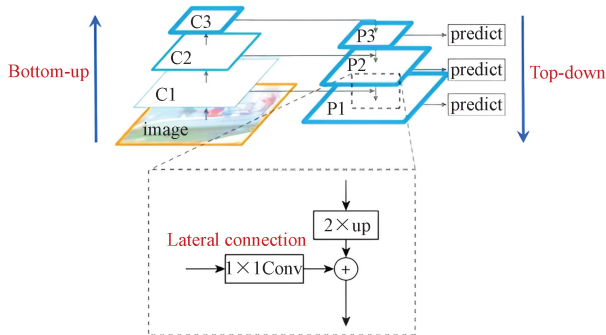 C3
P3
predict
Bottom-up
C2
P2
predict
Top-down
C1
P1
predict
image
2×up
Lateral connection
1×1Conv
+